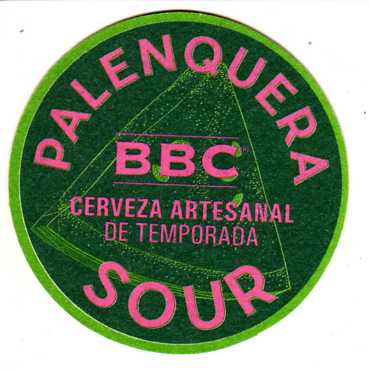 PALENQUERA
BBC
CERVEZA ARTESANAL
DE TEMPORADA
SOUR